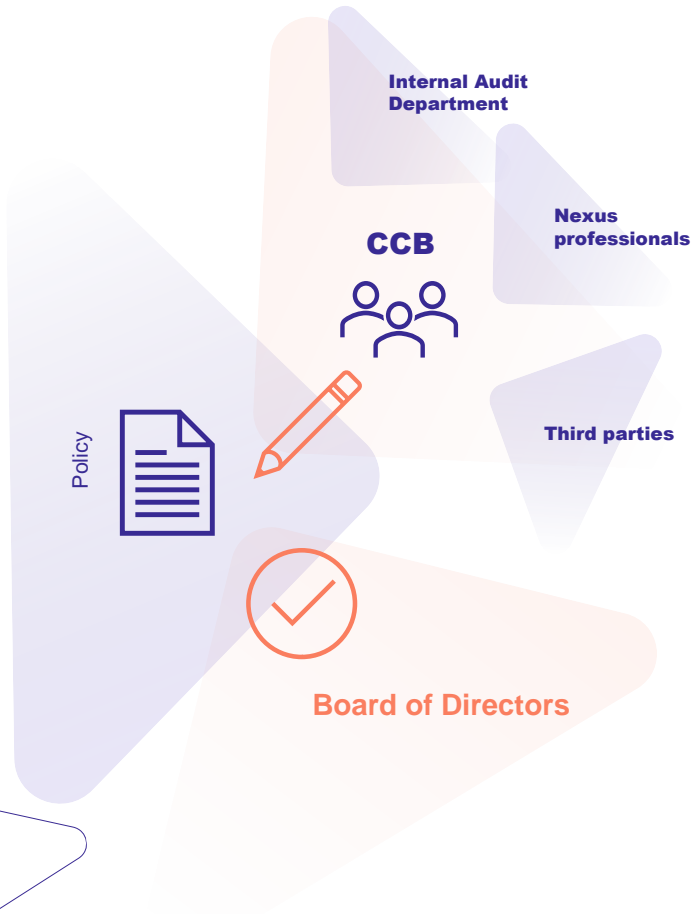 Internal Audit
Department
Nexus
professionals
CCB
Third parties
Policy
Board of Directors